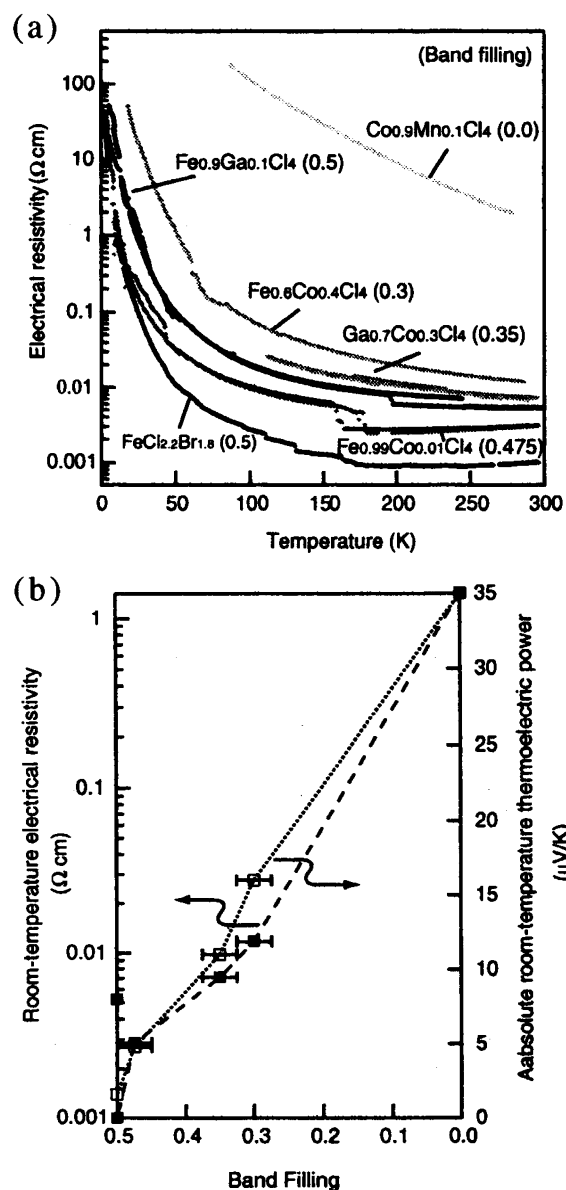 (a)
(Band filling)
100
10
1
0.1
0.01
0.001
Electrical resistivity (Ω cm)
Co0.9Mn0.1Cl4 (0.0)
Fe0.9Ga0.1Cl4 (0.5)
Fe0.6Co0.4Cl4 (0.3)
Ga0.7Co0.3Cl4 (0.35)
FeCl2.2Br1.8 (0.5)
Fe0.99Co0.01Cl4 (0.475)
0 50 100 150 200 250 300
Temperature (K)
(b)
1
0.1
0.01
0.001
Room-temperature electrical resistivity
(Ω cm)
35
30
25
20
15
10
5
0
Aabsolute room-temperature thermoelectric power
(μV/K)
0.5 0.4 0.3 0.2 0.1 0.0
Band Filling